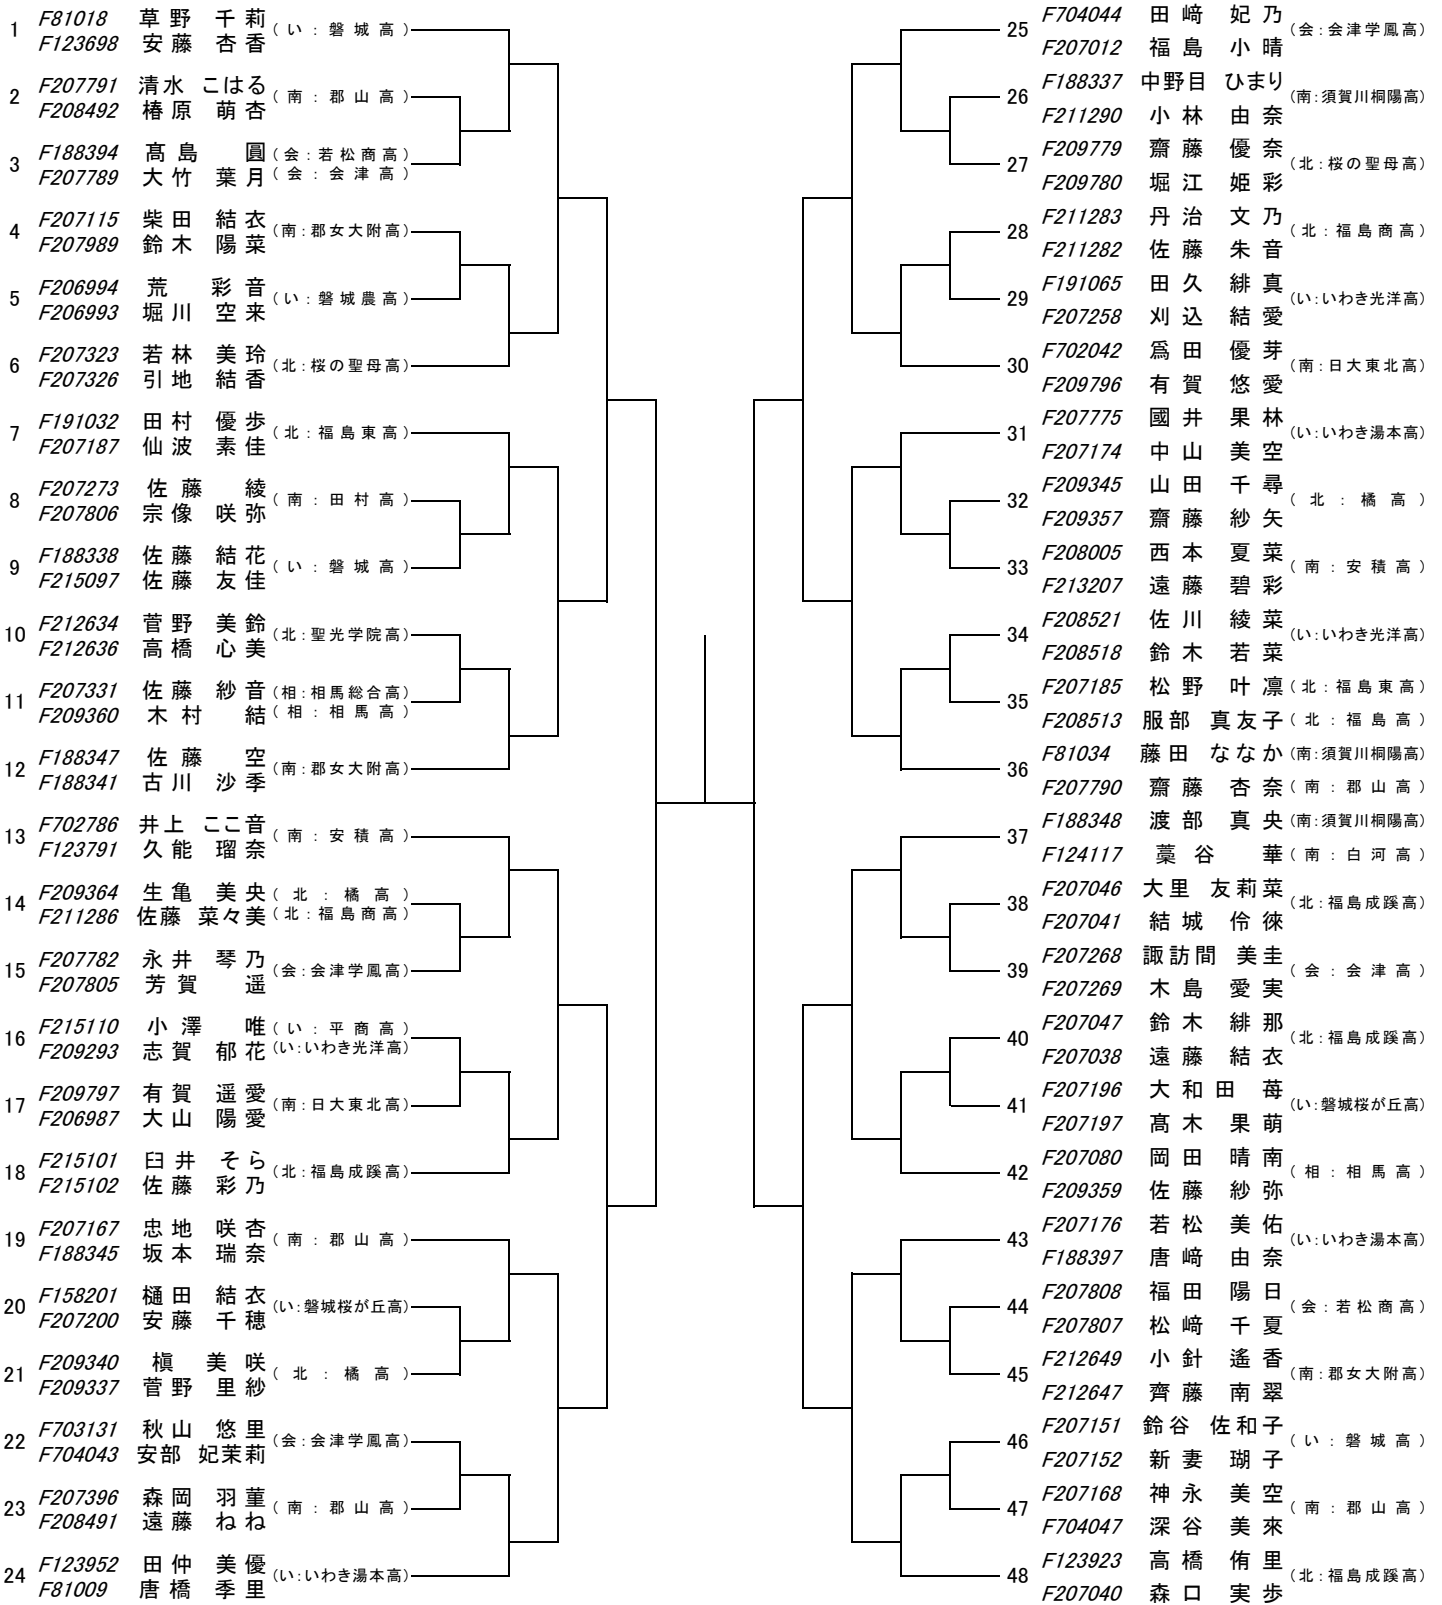 1 F81018 草野 千莉 (い：磐城高)
F123698 安藤 杏香
2 F207791 清水 こはる (南：郡山高)
F208492 椿原 萌杏
3 F188394 髙島 圓 (会：若松商高)
F207789 大竹 葉月 (会：会津高)
4 F207115 柴田 結衣 (南：郡女大附高)
F207989 鈴木 陽菜
5 F206994 荒 彩音 (い：磐城農高)
F206993 堀川 空来
6 F207323 若林 美玲 (北：桜の聖母高)
F207326 引地 結香
7 F191032 田村 優歩 (北：福島東高)
F207187 仙波 素佳
8 F207273 佐藤 綾 (南：田村高)
F207806 宗像 咲弥
9 F188338 佐藤 結花 (い：磐城高)
F215097 佐藤 友佳
10 F212634 菅野 美鈴 (北：聖光学院高)
F212636 高橋 心美
11 F207331 佐藤 紗音 (相：相馬総合高)
F209360 木村 結 (相：相馬高)
12 F188347 佐藤 空 (南：郡女大附高)
F188341 古川 沙季
13 F702786 井上 ここ音 (南：安積高)
F123791 久能 瑠奈
14 F209364 生亀 美央 (北：橘高)
F211286 佐藤 菜々美 (北：福島商高)
15 F207782 永井 琴乃 (会：会津学鳳高)
F207805 芳賀 遥
16 F215110 小澤 唯 (い：平商高)
F209293 志賀 郁花 (い：いわき光洋高)
17 F209797 有賀 遥愛 (南：日大東北高)
F206987 大山 陽愛
18 F215101 臼井 そら (北：福島成蹊高)
F215102 佐藤 彩乃
19 F207167 忠地 咲杏 (南：郡山高)
F188345 坂本 瑞奈
20 F158201 樋田 結衣 (い：磐城桜が丘高)
F207200 安藤 千穂
21 F209340 槇 美咲 (北：橘高)
F209337 菅野 里紗
22 F703131 秋山 悠里 (会：会津学鳳高)
F704043 安部 妃茉莉
23 F207396 森岡 羽菫 (南：郡山高)
F208491 遠藤 ねね
24 F123952 田仲 美優 (い：いわき湯本高)
F81009 唐橋 季里
25 F704044 田﨑 妃乃 (会：会津学鳳高)
F207012 福島 小晴
26 F188337 中野目 ひまり (南：須賀川桐陽高)
F211290 小林 由奈
27 F209779 齋藤 優奈 (北：桜の聖母高)
F209780 堀江 姫彩
28 F211283 丹治 文乃 (北：福島商高)
F211282 佐藤 朱音
29 F191065 田久 緋真 (い：いわき光洋高)
F207258 刈込 結愛
30 F702042 爲田 優芽 (南：日大東北高)
F209796 有賀 悠愛
31 F207775 國井 果林 (い：いわき湯本高)
F207174 中山 美空
32 F209345 山田 千尋 (北：橘高)
F209357 齋藤 紗矢
33 F208005 西本 夏菜 (南：安積高)
F213207 遠藤 碧彩
34 F208521 佐川 綾菜 (い：いわき光洋高)
F208518 鈴木 若菜
35 F207185 松野 叶凛 (北：福島東高)
F208513 服部 真友子 (北：福島高)
36 F81034 藤田 ななか (南：須賀川桐陽高)
F207790 齋藤 杏奈 (南：郡山高)
37 F188348 渡部 真央 (南：須賀川桐陽高)
F124117 藁谷 華 (南：白河高)
38 F207046 大里 友莉菜 (北：福島成蹊高)
F207041 結城 伶徠
39 F207268 諏訪間 美圭 (会：会津高)
F207269 木島 愛実
40 F207047 鈴木 緋那 (北：福島成蹊高)
F207038 遠藤 結衣
41 F207196 大和田 苺 (い：磐城桜が丘高)
F207197 髙木 果萌
42 F207080 岡田 晴南 (相：相馬高)
F209359 佐藤 紗弥
43 F207176 若松 美佑 (い：いわき湯本高)
F188397 唐﨑 由奈
44 F207808 福田 陽日 (会：若松商高)
F207807 松﨑 千夏
45 F212649 小針 遙香 (南：郡女大附高)
F212647 齊藤 南翠
46 F207151 鈴谷 佐和子 (い：磐城高)
F207152 新妻 瑚子
47 F207168 神永 美空 (南：郡山高)
F704047 深谷 美來
48 F123923 高橋 侑里 (北：福島成蹊高)
F207040 森口 実歩